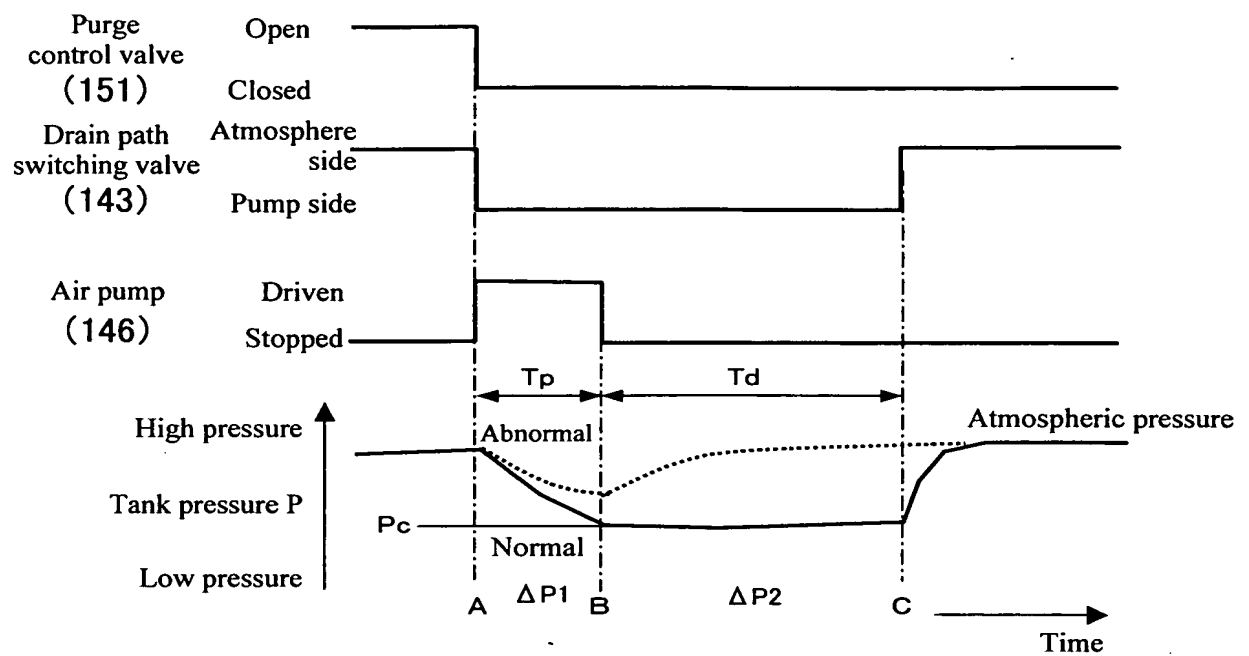 Purge
control valve
(151)
Open
Closed
Drain path
switching valve
(143)
Atmosphere
side
Pump side
Air pump
(146)
Driven
Stopped
Tp
Td
High pressure
Abnormal
Atmospheric pressure
Tank pressure P
Pc
Normal
Low pressure
A
ΔP1
B
ΔP2
C
Time